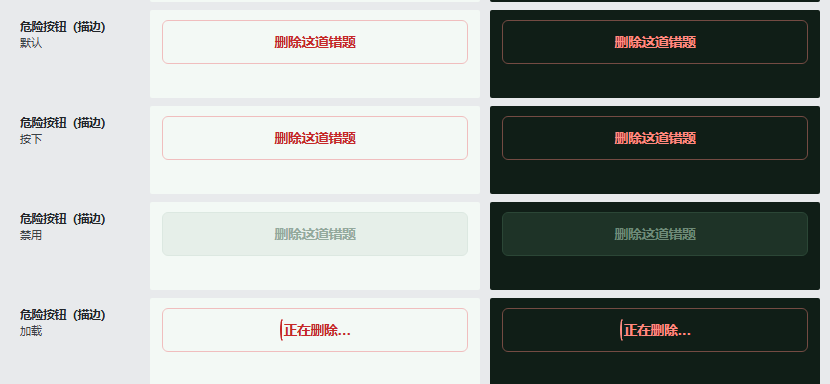 危险按钮（描边）
默认
删除这道错题
删除这道错题
危险按钮（描边）
按下
删除这道错题
删除这道错题
危险按钮（描边）
禁用
删除这道错题
删除这道错题
危险按钮（描边）
加载
正在删除…
正在删除…